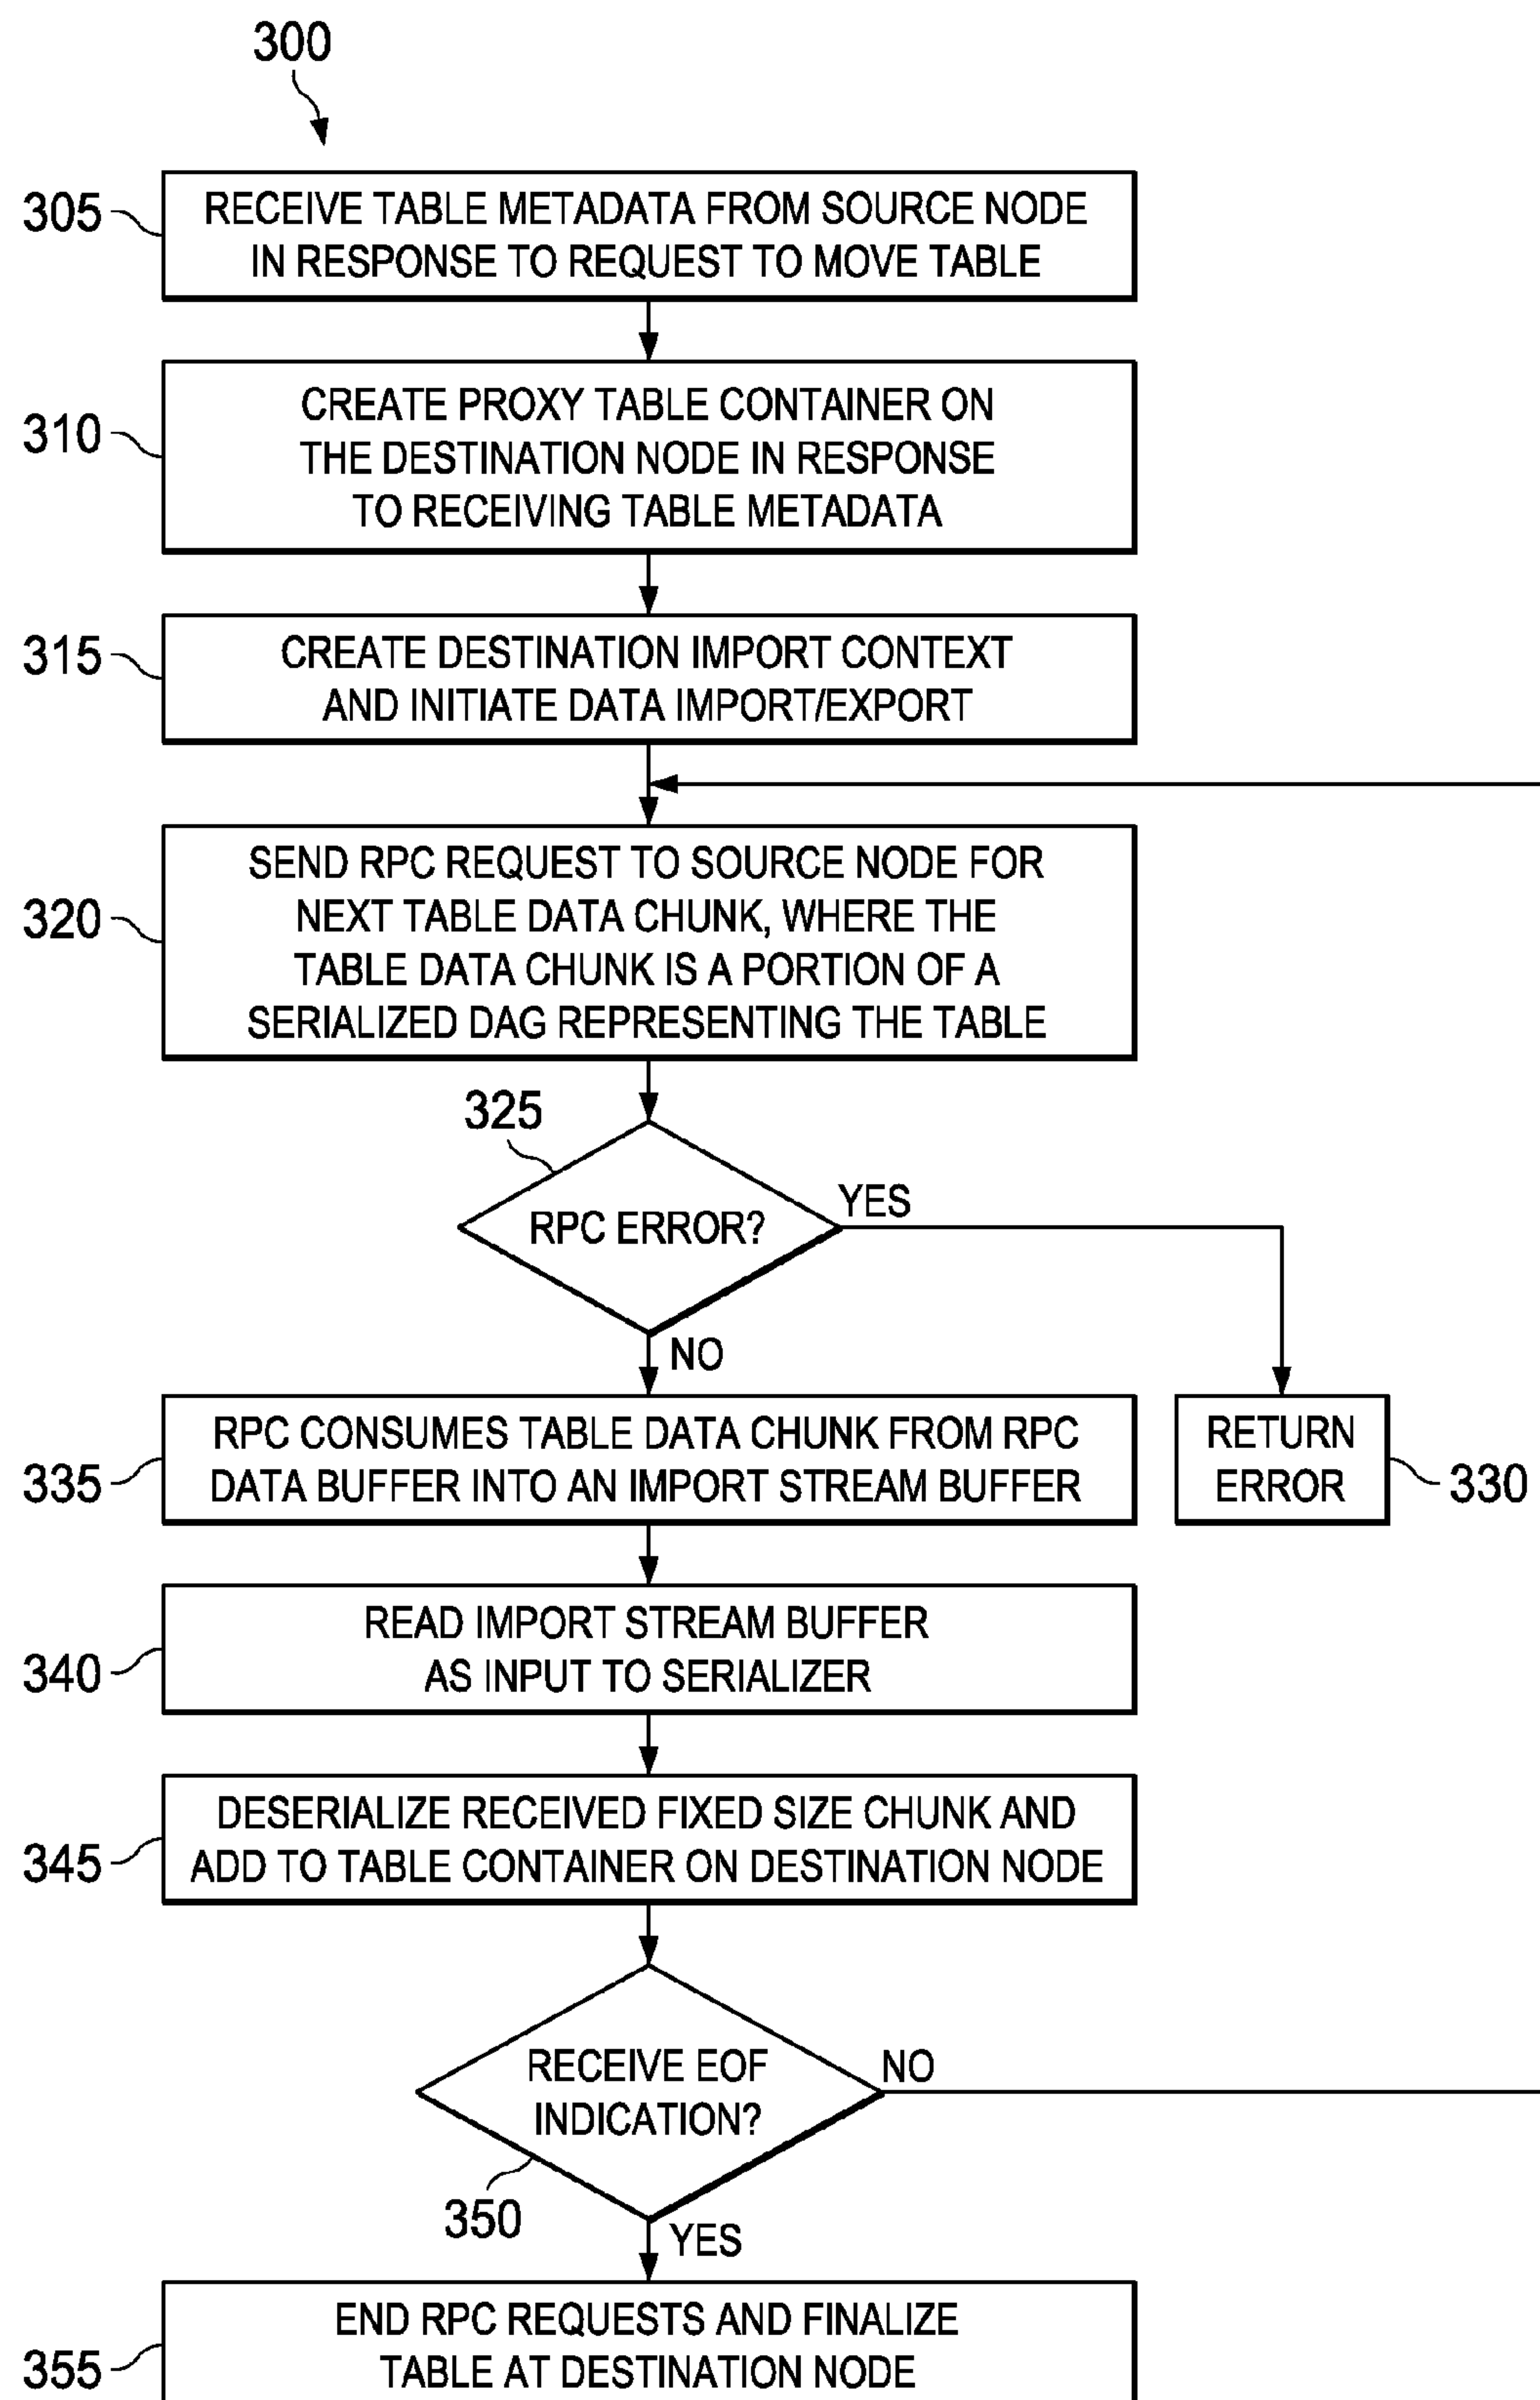 300
305
RECEIVE TABLE METADATA FROM SOURCE NODE
IN RESPONSE TO REQUEST TO MOVE TABLE
310
CREATE PROXY TABLE CONTAINER ON
THE DESTINATION NODE IN RESPONSE
TO RECEIVING TABLE METADATA
315
CREATE DESTINATION IMPORT CONTEXT
AND INITIATE DATA IMPORT/EXPORT
320
SEND RPC REQUEST TO SOURCE NODE FOR
NEXT TABLE DATA CHUNK, WHERE THE
TABLE DATA CHUNK IS A PORTION OF A
SERIALIZED DAG REPRESENTING THE TABLE
325
RPC ERROR?
YES
NO
335
RPC CONSUMES TABLE DATA CHUNK FROM RPC
DATA BUFFER INTO AN IMPORT STREAM BUFFER
RETURN
ERROR
330
340
READ IMPORT STREAM BUFFER
AS INPUT TO SERIALIZER
345
DESERIALIZE RECEIVED FIXED SIZE CHUNK AND
ADD TO TABLE CONTAINER ON DESTINATION NODE
RECEIVE EOF
INDICATION?
NO
350
YES
355
END RPC REQUESTS AND FINALIZE
TABLE AT DESTINATION NODE